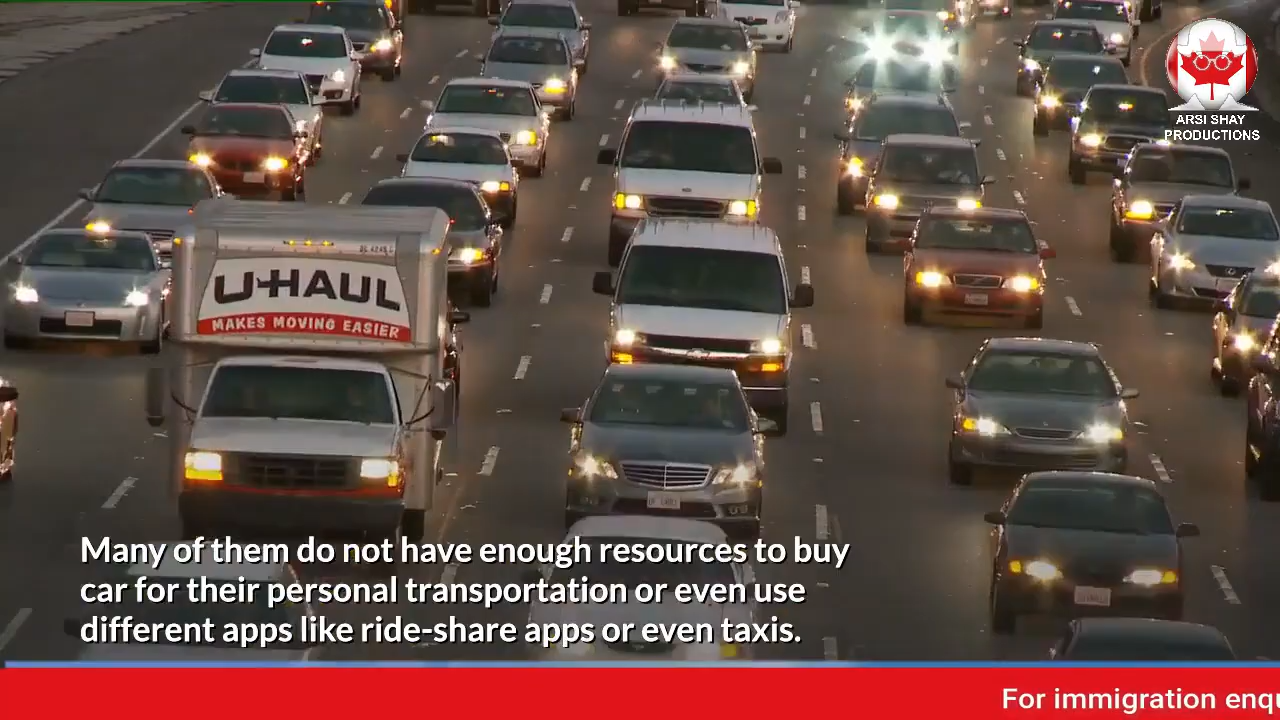 ARSI SHAY
PRODUCTIONS
U-HAUL
MAKES MOVING EASIER
Many of them do not have enough resources to buy
car for their personal transportation or even use
different apps like ride-share apps or even taxis.
For immigration enqu